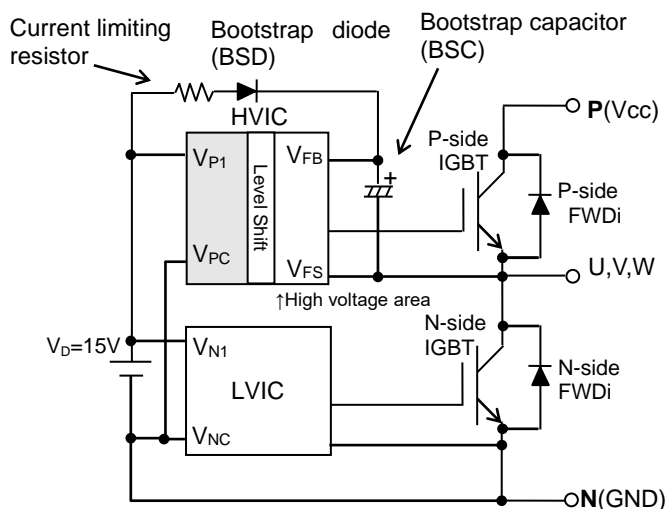 Current limiting
resistor
Bootstrap diode
(BSD)
Bootstrap capacitor
(BSC)
HVIC
P(Vcc)
VP1
Level Shift
VFB
+
P-side
IGBT
P-side
FWDi
VPC
VFS
U,V,W
↑High voltage area
VD=15V
VN1
LVIC
VNC
N-side
IGBT
N-side
FWDi
N(GND)